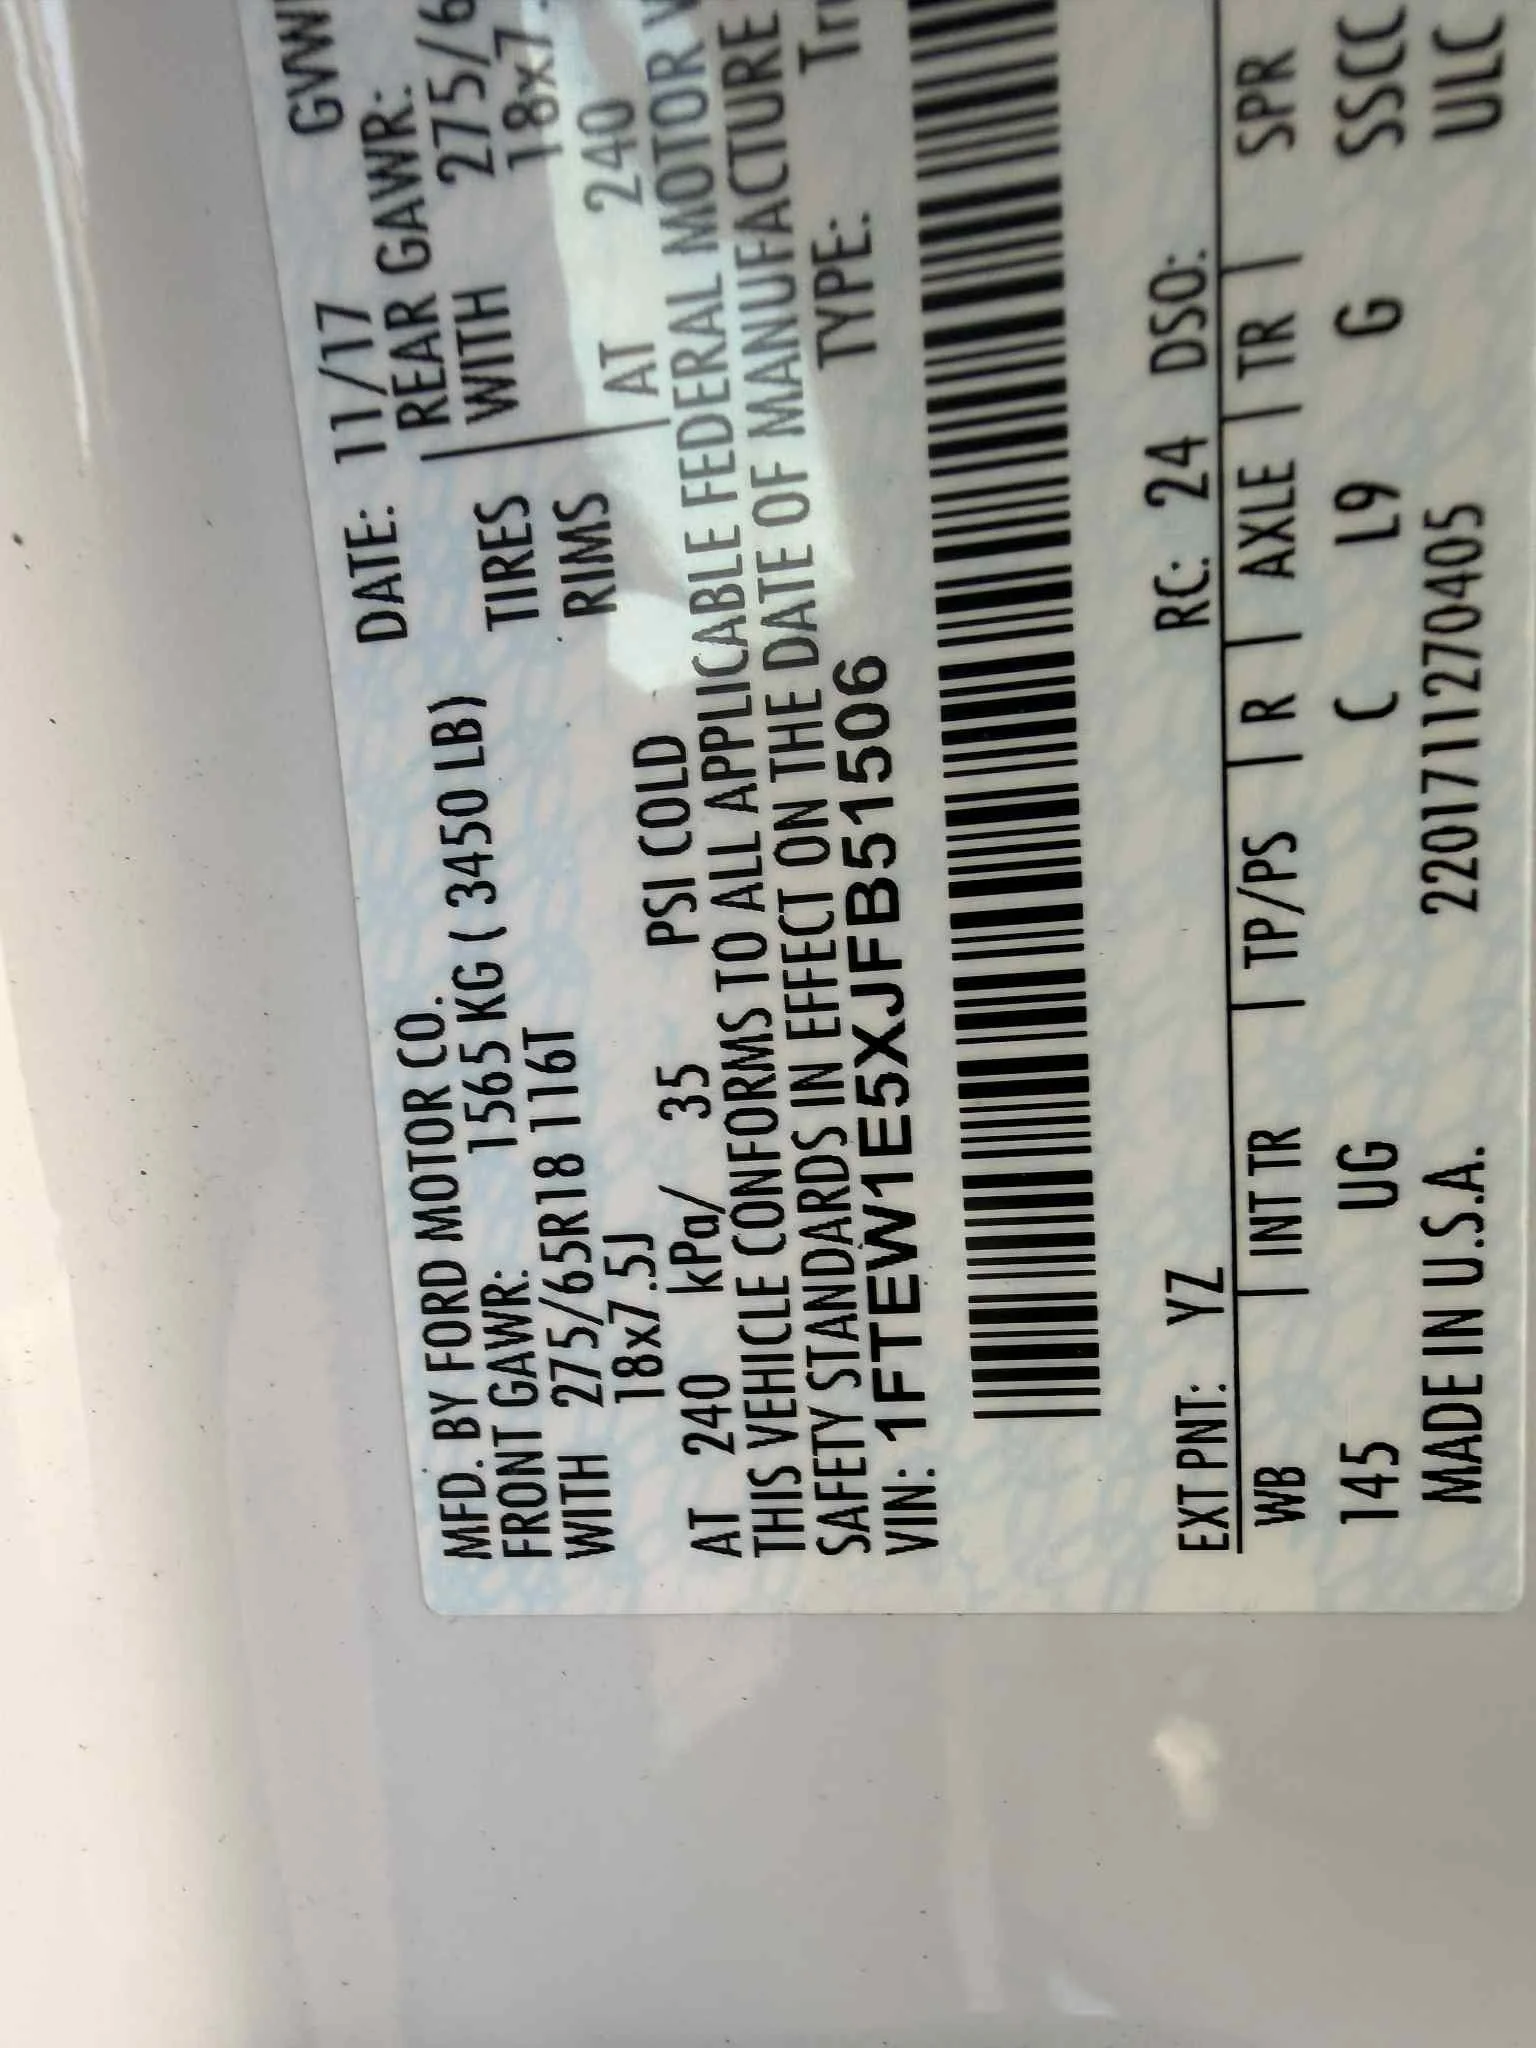 MFD. BY FORD MOTOR CO.
DATE: 11/17
FRONT GAWR: 1565 KG ( 3450 LB)
REAR GAWR:
WITH 275/65R18 116T TIRES
WITH 275/6
18x7.5J RIMS
18x7.
AT 240 kPa/ 35 PSI COLD
AT 240
THIS VEHICLE CONFORMS TO ALL APPLICABLE FEDERAL MOTOR V
SAFETY STANDARDS IN EFFECT ON THE DATE OF MANUFACTURE
VIN: 1FTEW1E5XJFB51506 TYPE:
EXT PNT: YZ RC: 24 DSO:
WB | INT TR | TP/PS | R | AXLE | TR | SPR
145 UG C L9 G SSCC
MADE IN U.S.A. 2201711270405 ULC